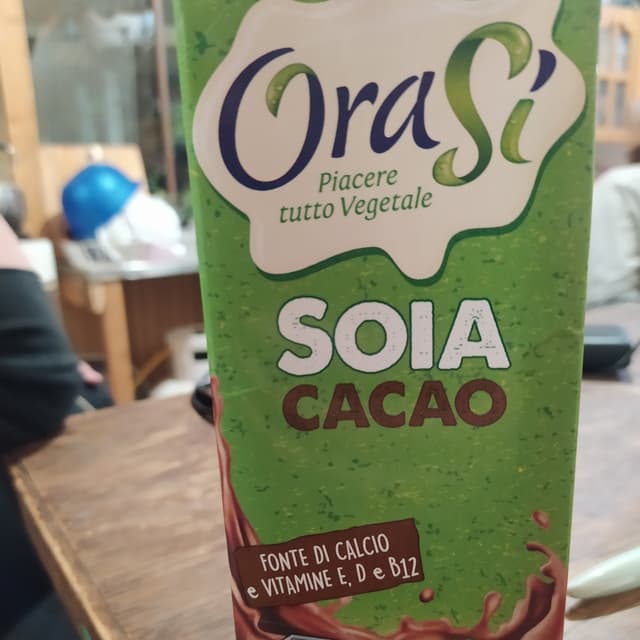 OraSì
Piacere
tutto Vegetale
SOIA
CACAO
FONTE DI CALCIO
e VITAMINE E, D e B12